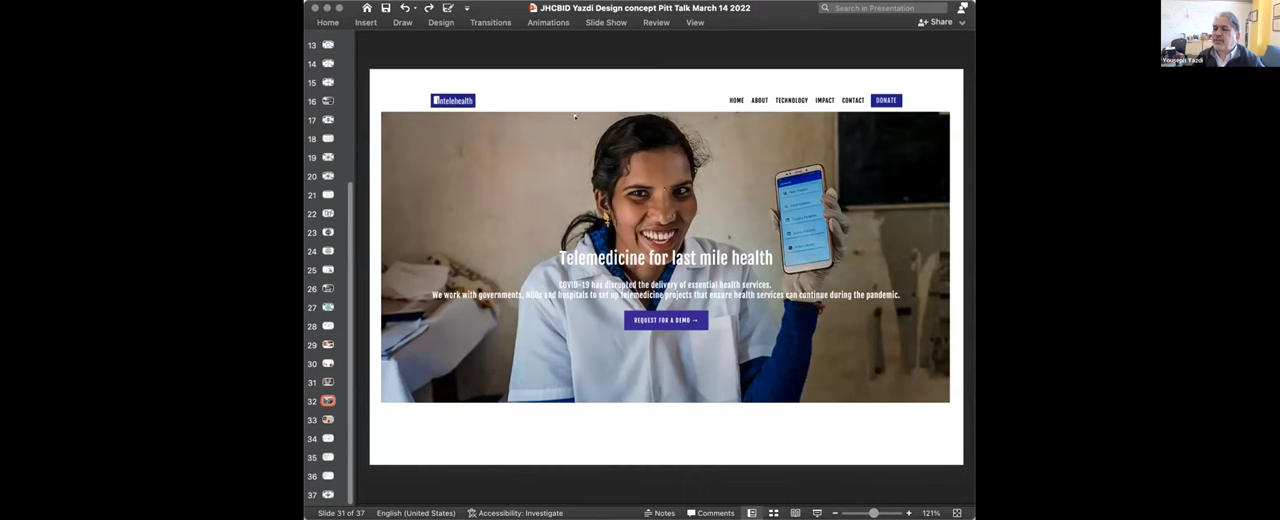 JHCBID Yazdi Design concept Pitt Talk March 14 2022
Search in Presentation
Home Insert Draw Design Transitions Animations Slide Show Review View Share
Yousepit Yazdi
13
14
15
16
17
18
19
20
21
22
23
24
25
26
27
28
29
30
31
32
33
34
35
36
37
intelehealth
HOME ABOUT TECHNOLOGY IMPACT CONTACT DONATE
Telemedicine for last mile health
COVID-19 has disrupted the delivery of essential health services.
We work with governments, NGOs and hospitals to set up telemedicine projects that ensure health services can continue during the pandemic.
REQUEST FOR A DEMO →
Slide 31 of 37 English (United States) Accessibility: Investigate Notes Comments 121%